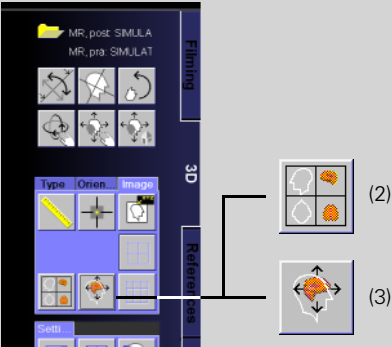 MR, post: SIMULA
MR, pra: SIMULAT
Filming
3D
Type Orien... Image
References
Setti...
(2)
(3)